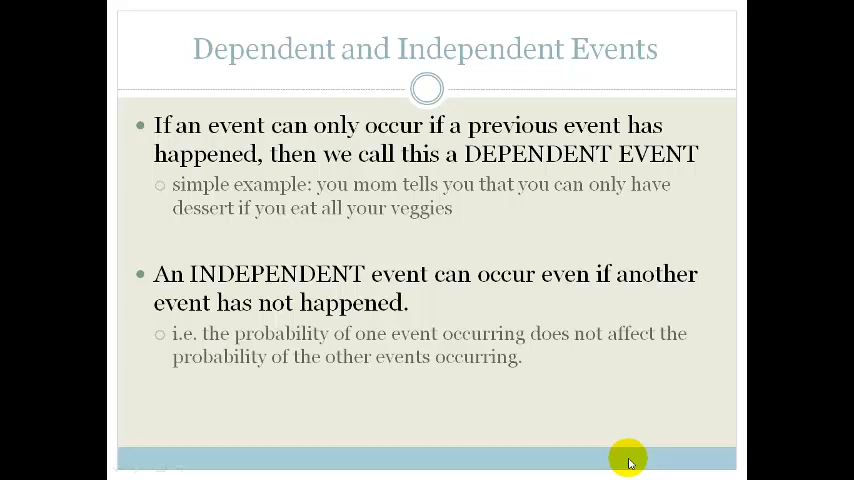 Dependent and Independent Events
If an event can only occur if a previous event has
happened, then we call this a DEPENDENT EVENT
simple example: you mom tells you that you can only have
dessert if you eat all your veggies
An INDEPENDENT event can occur even if another
event has not happened.
i.e. the probability of one event occurring does not affect the
probability of the other events occurring.